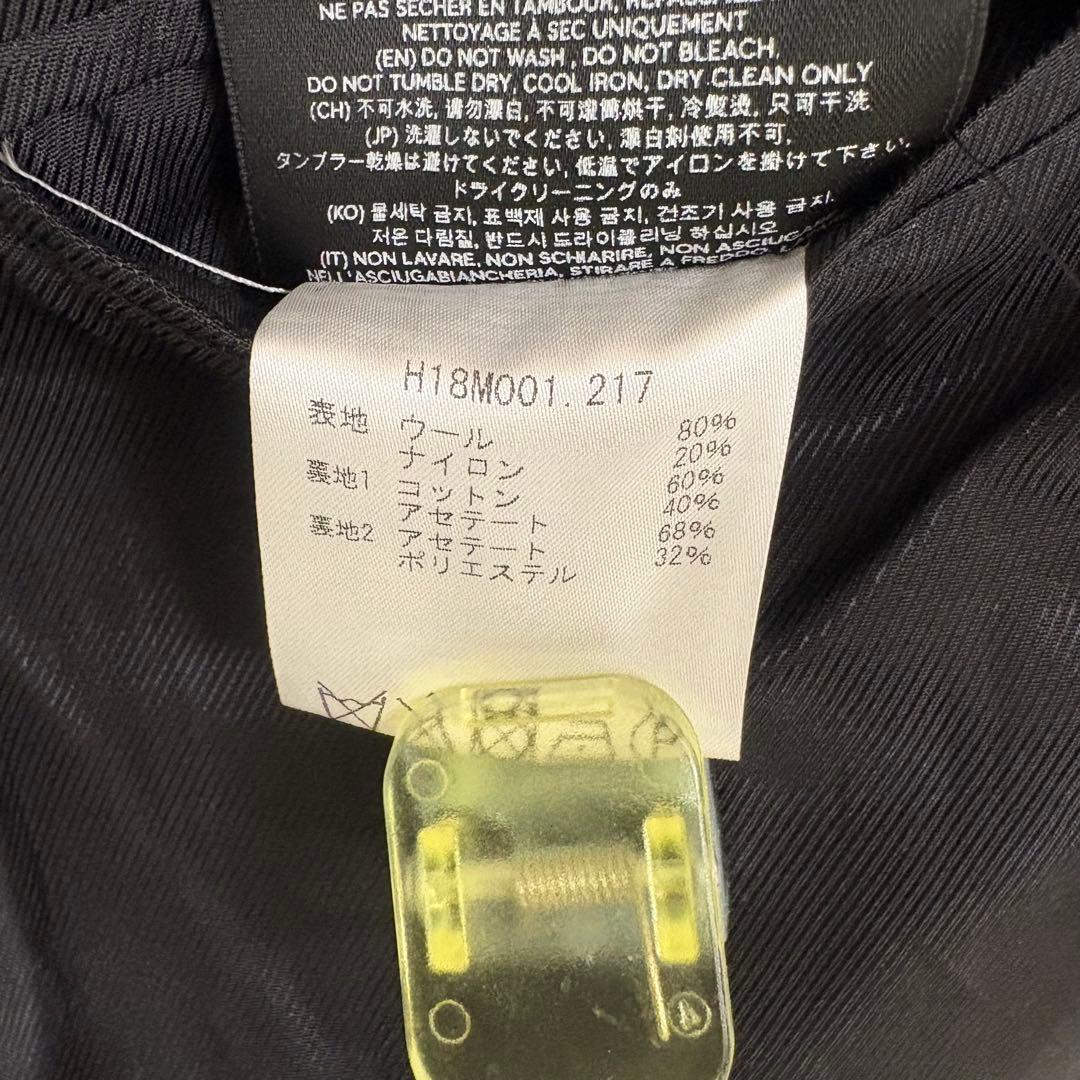 NE PAS SÉCHER EN TAMBOUR,
NETTOYAGE À SEC UNIQUEMENT
(EN) DO NOT WASH , DO NOT BLEACH,
DO NOT TUMBLE DRY, COOL IRON, DRY CLEAN ONLY
(CH) 不可水洗, 请勿漂白, 不可滚筒烘干, 冷熨烫, 只可干洗
(JP) 洗濯しないでください, 漂白剤使用不可,
タンブラー乾燥は避けてください, 低温でアイロンを掛けて下さい,
ドライクリーニングのみ
(KO) 물세탁 금지, 표백제 사용 금지, 건조기 사용 금지,
저온 다림질, 반드시 드라이클리닝 하십시오
(IT) NON LAVARE, NON SCHIARIRE, NON ASCIUGA
NELL'ASCIUGABIANCHERIA, STIRARE A FREDDO
H18M001.217
表地 ウール 80%
ナイロン 20%
裏地1 コットン 60%
アセテート 40%
裏地2 アセテート 68%
ポリエステル 32%